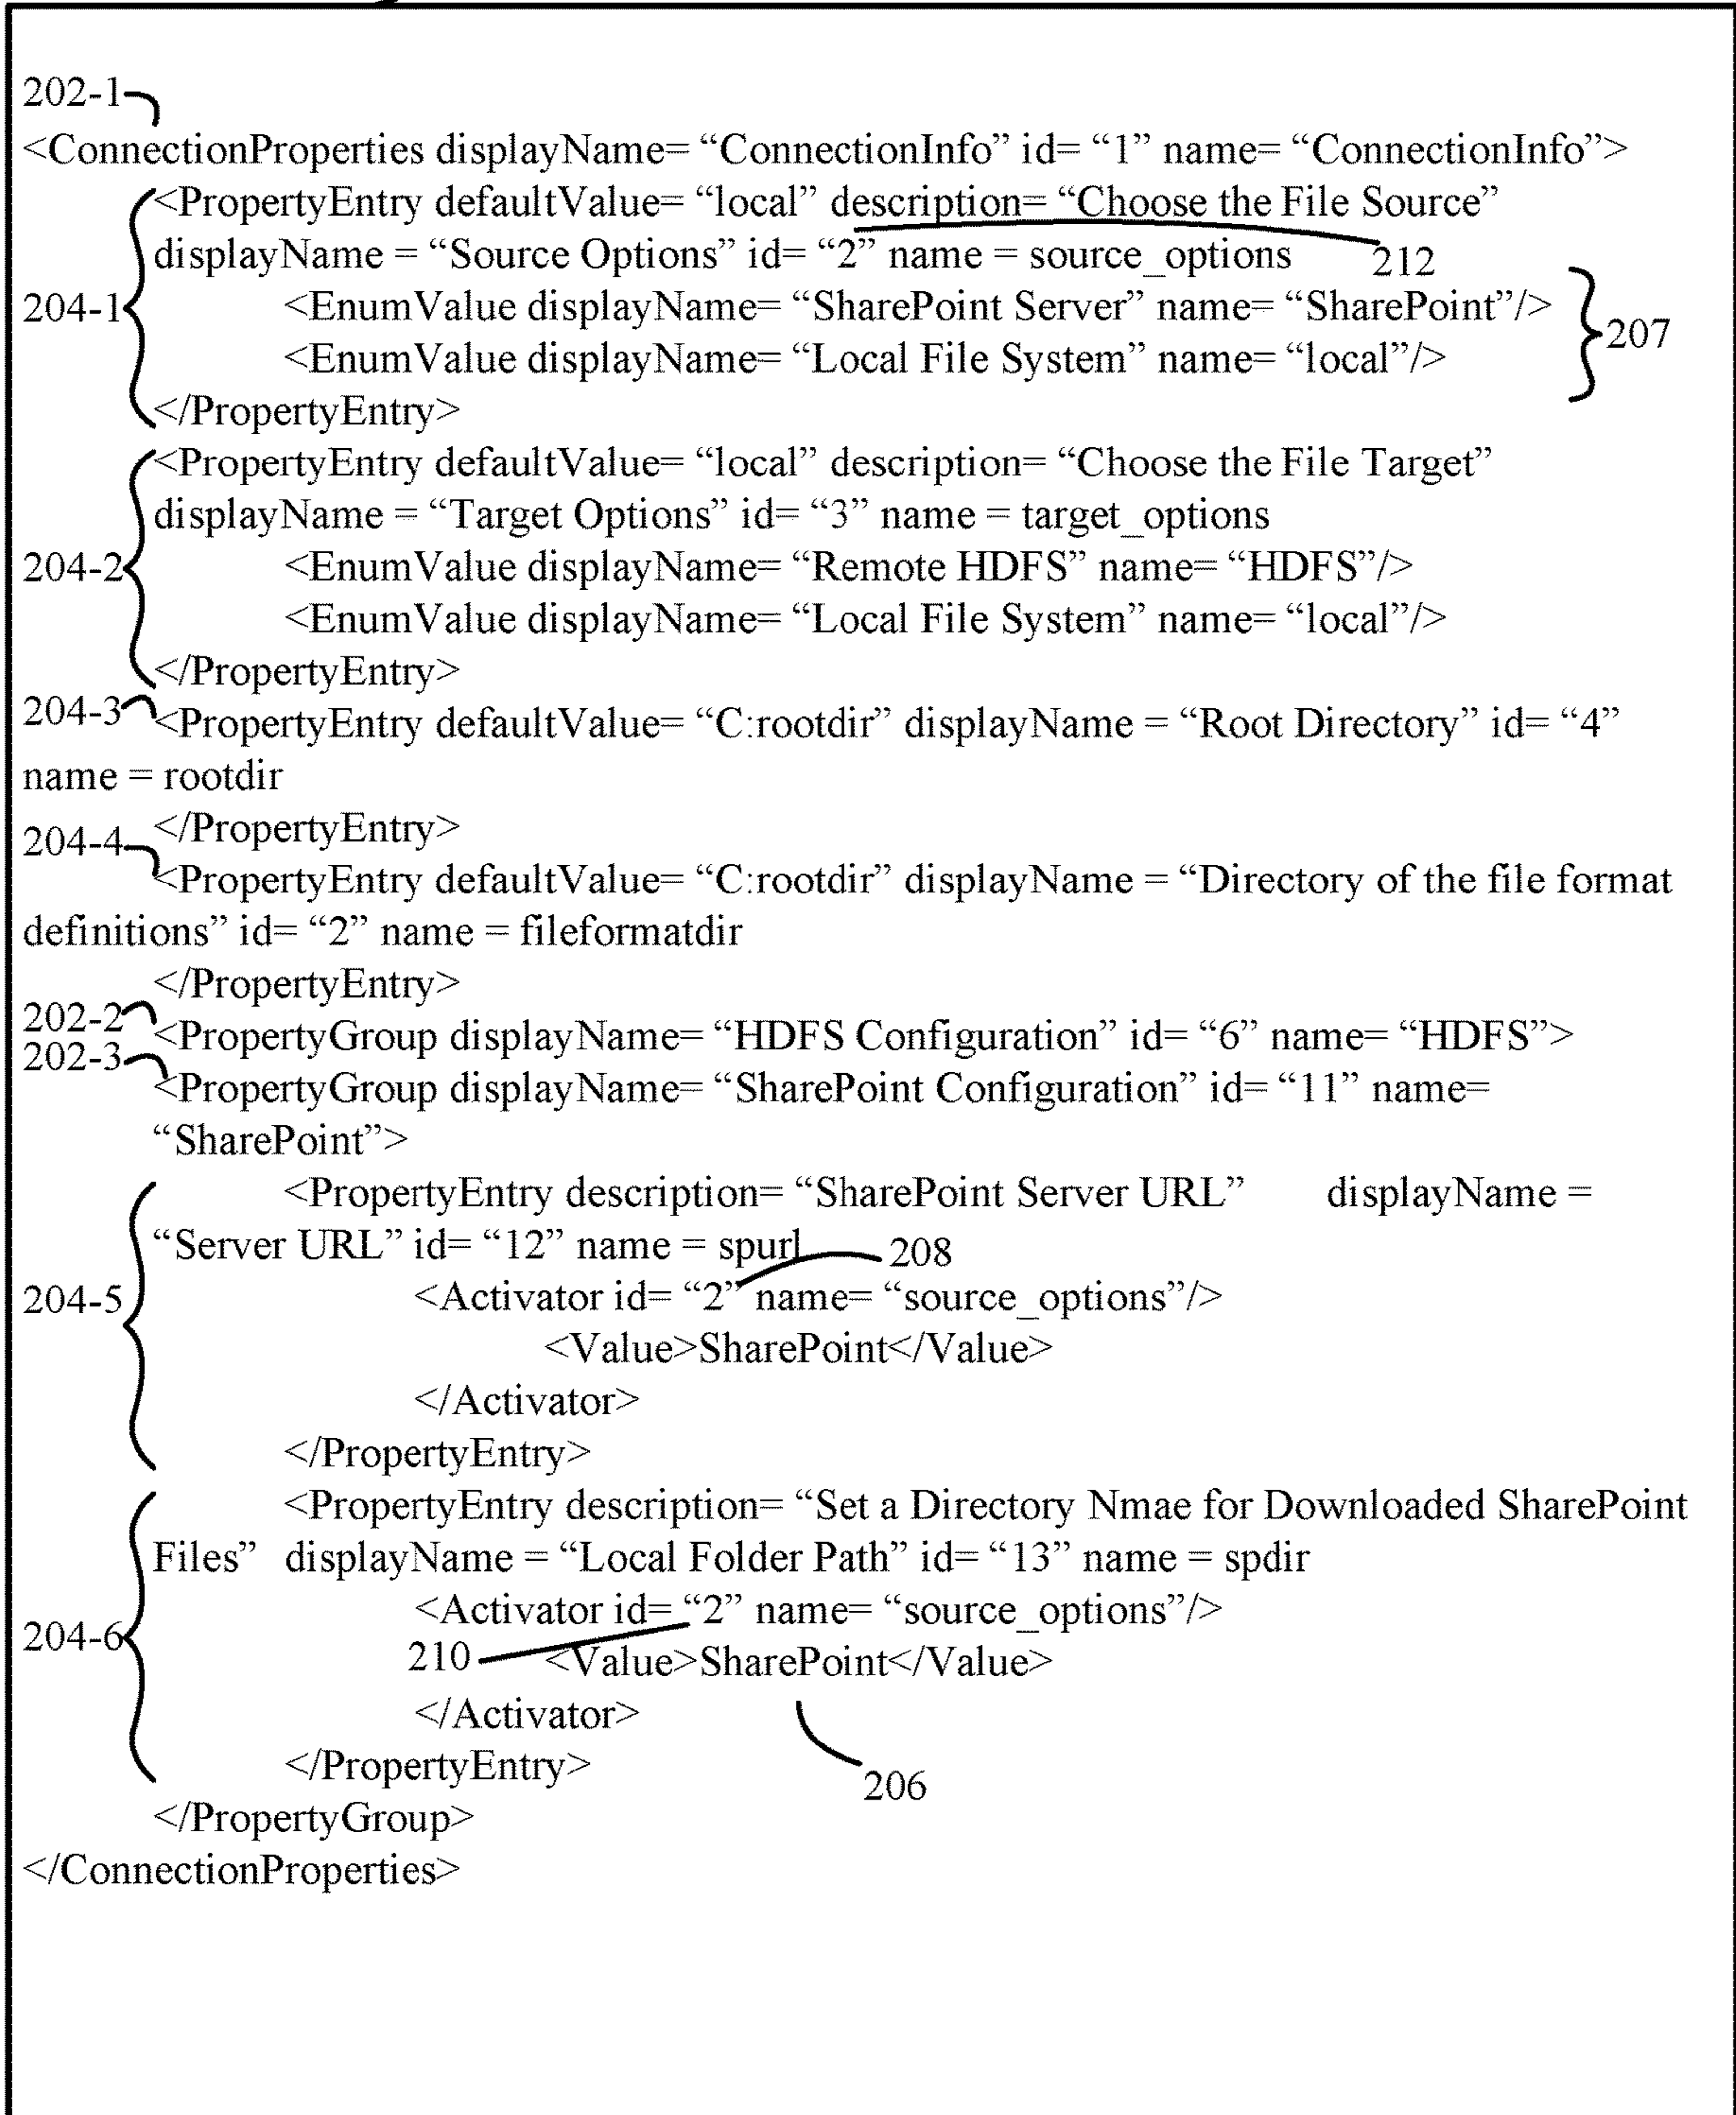 202-1
<ConnectionProperties displayName= “ConnectionInfo” id= “1” name= “ConnectionInfo”>
<PropertyEntry defaultValue= “local” description= “Choose the File Source”
displayName = “Source Options” id= “2” name = source_options 212
204-1 <EnumValue displayName= “SharePoint Server” name= “SharePoint”/>
207
<EnumValue displayName= “Local File System” name= “local”/>
</PropertyEntry>
<PropertyEntry defaultValue= “local” description= “Choose the File Target”
displayName = “Target Options” id= “3” name = target_options
204-2 <EnumValue displayName= “Remote HDFS” name= “HDFS”/>
<EnumValue displayName= “Local File System” name= “local”/>
</PropertyEntry>
204-3 <PropertyEntry defaultValue= “C:rootdir” displayName = “Root Directory” id= “4”
name = rootdir
</PropertyEntry>
204-4
<PropertyEntry defaultValue= “C:rootdir” displayName = “Directory of the file format
definitions” id= “2” name = fileformatdir
</PropertyEntry>
202-2 <PropertyGroup displayName= “HDFS Configuration” id= “6” name= “HDFS”>
202-3 <PropertyGroup displayName= “SharePoint Configuration” id= “11” name=
“SharePoint”>
<PropertyEntry description= “SharePoint Server URL” displayName =
“Server URL” id= “12” name = spurl 208
204-5 <Activator id= “2” name= “source_options”/>
<Value>SharePoint</Value>
</Activator>
</PropertyEntry>
<PropertyEntry description= “Set a Directory Nmae for Downloaded SharePoint
Files” displayName = “Local Folder Path” id= “13” name = spdir
<Activator id= “2” name= “source_options”/>
204-6
210 <Value>SharePoint</Value>
</Activator>
</PropertyEntry>
206
</PropertyGroup>
</ConnectionProperties>